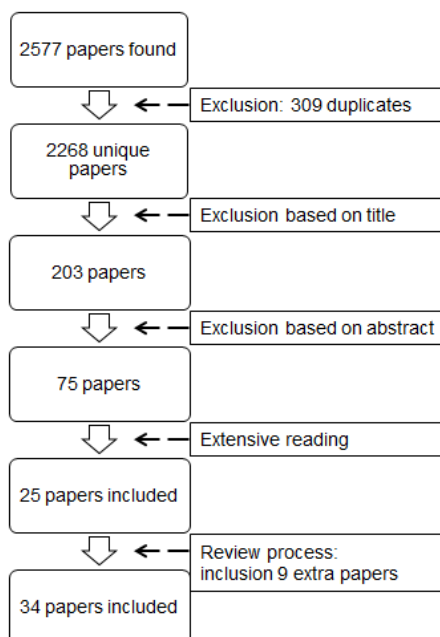 2577 papers found
Exclusion: 309 duplicates
2268 unique
papers
Exclusion based on title
203 papers
Exclusion based on abstract
75 papers
Extensive reading
25 papers included
Review process:
inclusion 9 extra papers
34 papers included